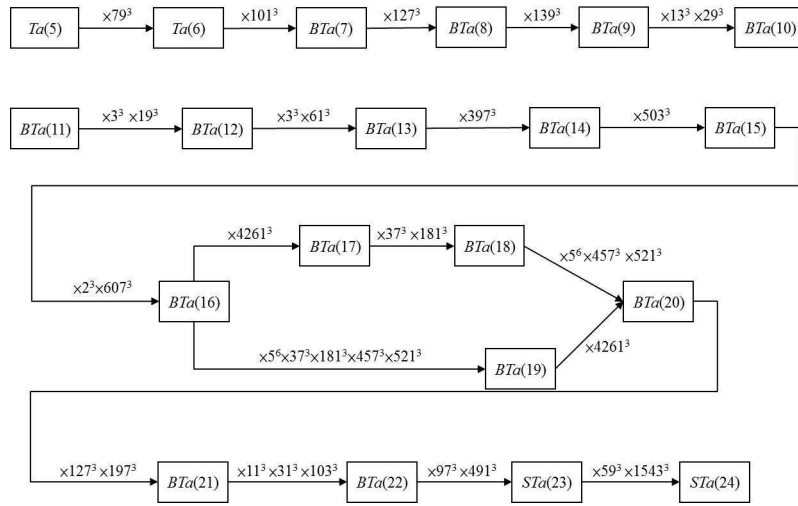 Ta(5) ×79³ Ta(6) ×101³ BTa(7) ×127³ BTa(8) ×139³ BTa(9) ×13³ ×29³ BTa(10)
BTa(11) ×3³ ×19³ BTa(12) ×3³×61³ BTa(13) ×397³ BTa(14) ×503³ BTa(15)
×4261³ BTa(17) ×37³ ×181³ BTa(18) ×5⁶×457³ ×521³
×2³×607³ BTa(16) BTa(20)
×5⁶×37³×181³×457³×521³ BTa(19) ×4261³
×127³ ×197³ BTa(21) ×11³×31³×103³ BTa(22) ×97³ ×491³ STa(23) ×59³ ×1543³ STa(24)